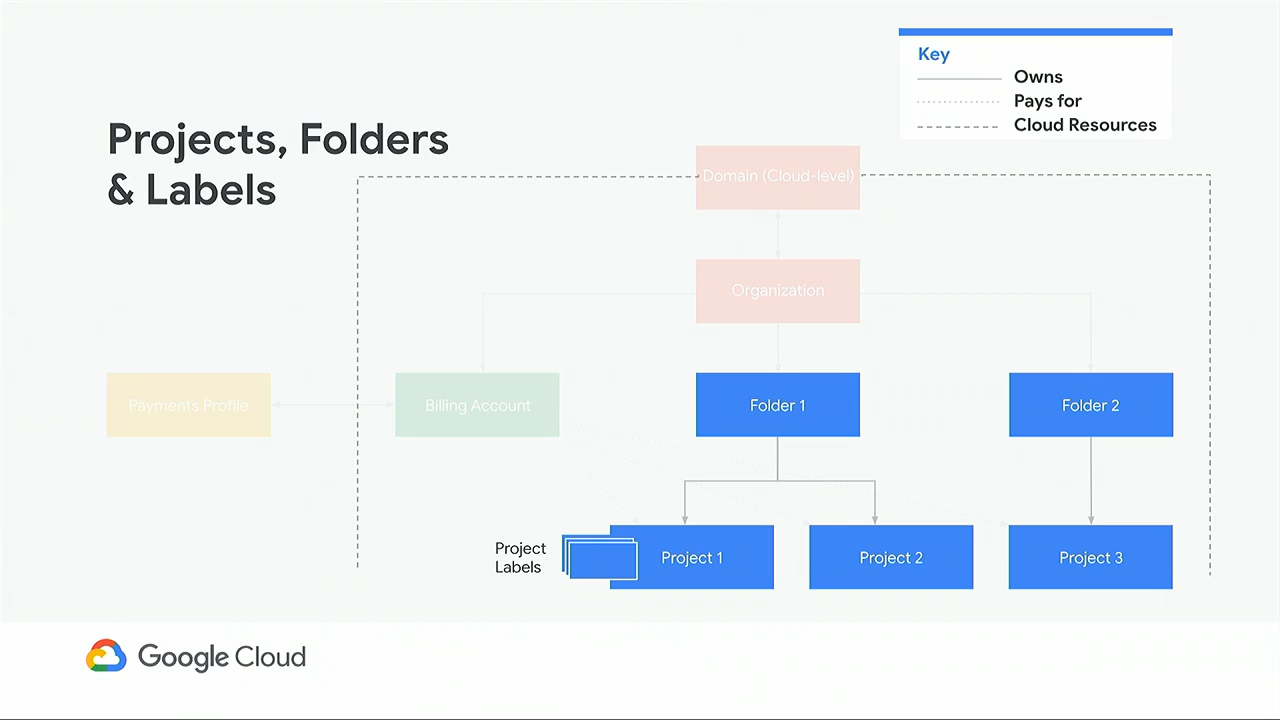 Key
Owns
Pays for
Cloud Resources
Projects, Folders
& Labels
Domain (Cloud-level)
Organization
Payments Profile
Billing Account
Folder 1
Folder 2
Project
Labels
Project 1
Project 2
Project 3
Google Cloud